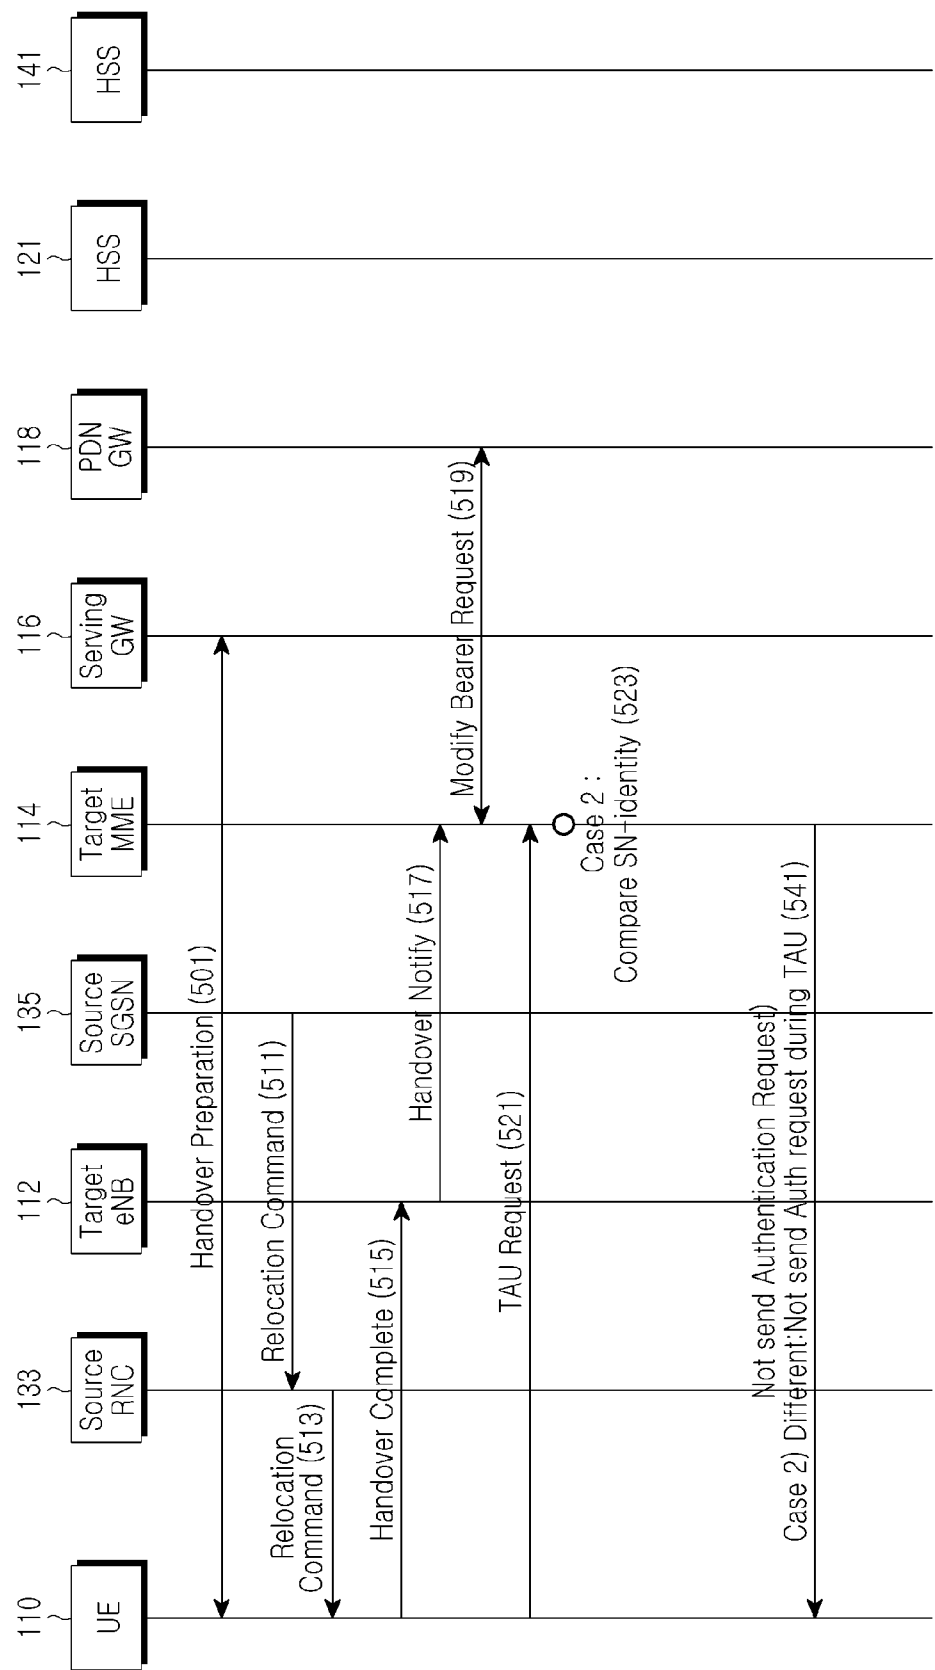 110
133
112
135
114
116
118
121
141
UE
Source
RNC
Target
eNB
Source
SGSN
Target
MME
Serving
GW
PDN
GW
HSS
HSS
Handover Preparation (501)
Relocation Command (511)
Relocation
Command (513)
Handover Complete (515)
Handover Notify (517)
Modify Bearer Request (519)
TAU Request (521)
Case 2 :
Compare SN-identity (523)
Not send Authentication Request)
Case 2) Different:Not send Auth request during TAU (541)